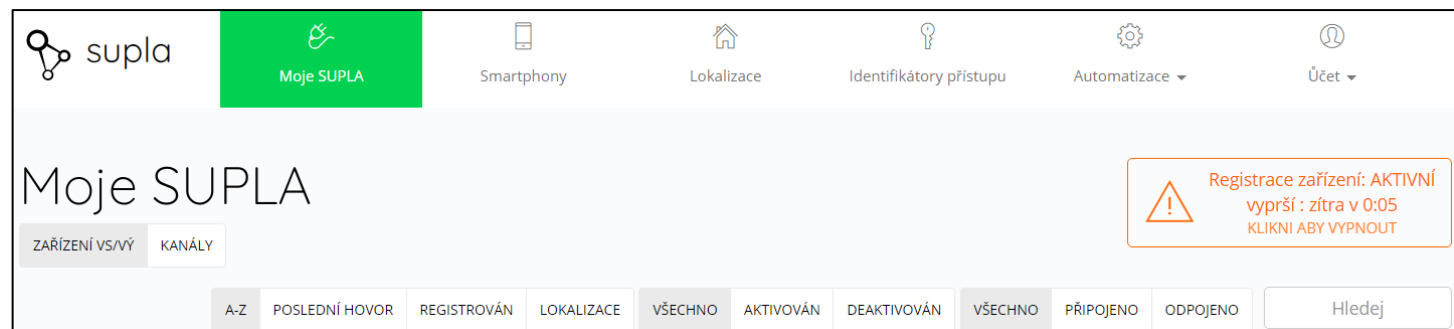 supla
Moje SUPLA
Smartphony
Lokalizace
Identifikátory přístupu
Automatizace
Účet
Moje SUPLA
Registrace zařízení: AKTIVNÍ
vyprší : zítra v 0:05
KLIKNI ABY VYPNOUT
ZAŘÍZENÍ VS/VÝ KANÁLY
A-Z POSLEDNÍ HOVOR REGISTROVÁN LOKALIZACE VŠECHNO AKTIVOVÁN DEAKTIVOVÁN VŠECHNO PŘIPOJENO ODPOJENO Hledej